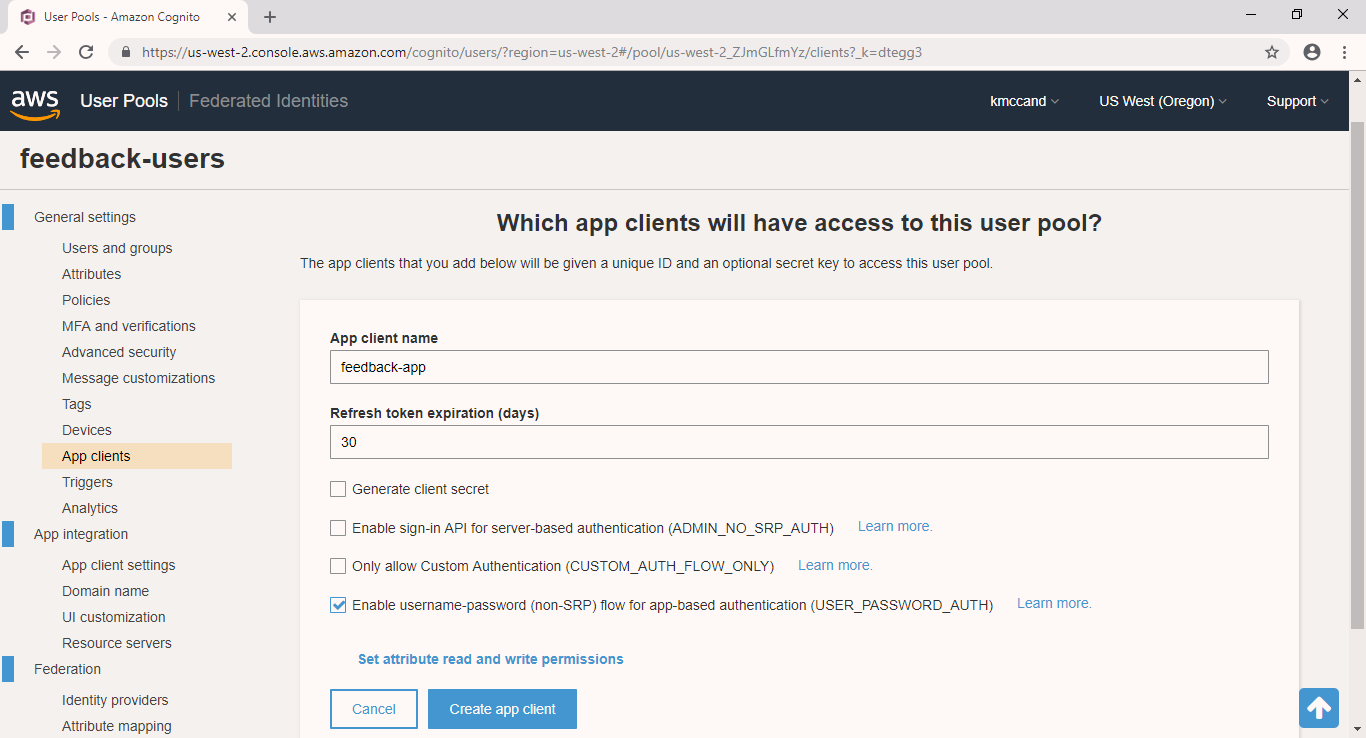 User Pools - Amazon Cognito
https://us-west-2.console.aws.amazon.com/cognito/users/?region=us-west-2#/pool/us-west-2_ZJmGLfmYz/clients?_k=dtegg3
aws User Pools Federated Identities kmccand US West (Oregon) Support
feedback-users
General settings
Users and groups
Attributes
Policies
MFA and verifications
Advanced security
Message customizations
Tags
Devices
App clients
Triggers
Analytics
App integration
App client settings
Domain name
UI customization
Resource servers
Federation
Identity providers
Attribute mapping
Which app clients will have access to this user pool?
The app clients that you add below will be given a unique ID and an optional secret key to access this user pool.
App client name
feedback-app
Refresh token expiration (days)
30
Generate client secret
Enable sign-in API for server-based authentication (ADMIN_NO_SRP_AUTH) Learn more.
Only allow Custom Authentication (CUSTOM_AUTH_FLOW_ONLY) Learn more.
Enable username-password (non-SRP) flow for app-based authentication (USER_PASSWORD_AUTH) Learn more.
Set attribute read and write permissions
Cancel Create app client